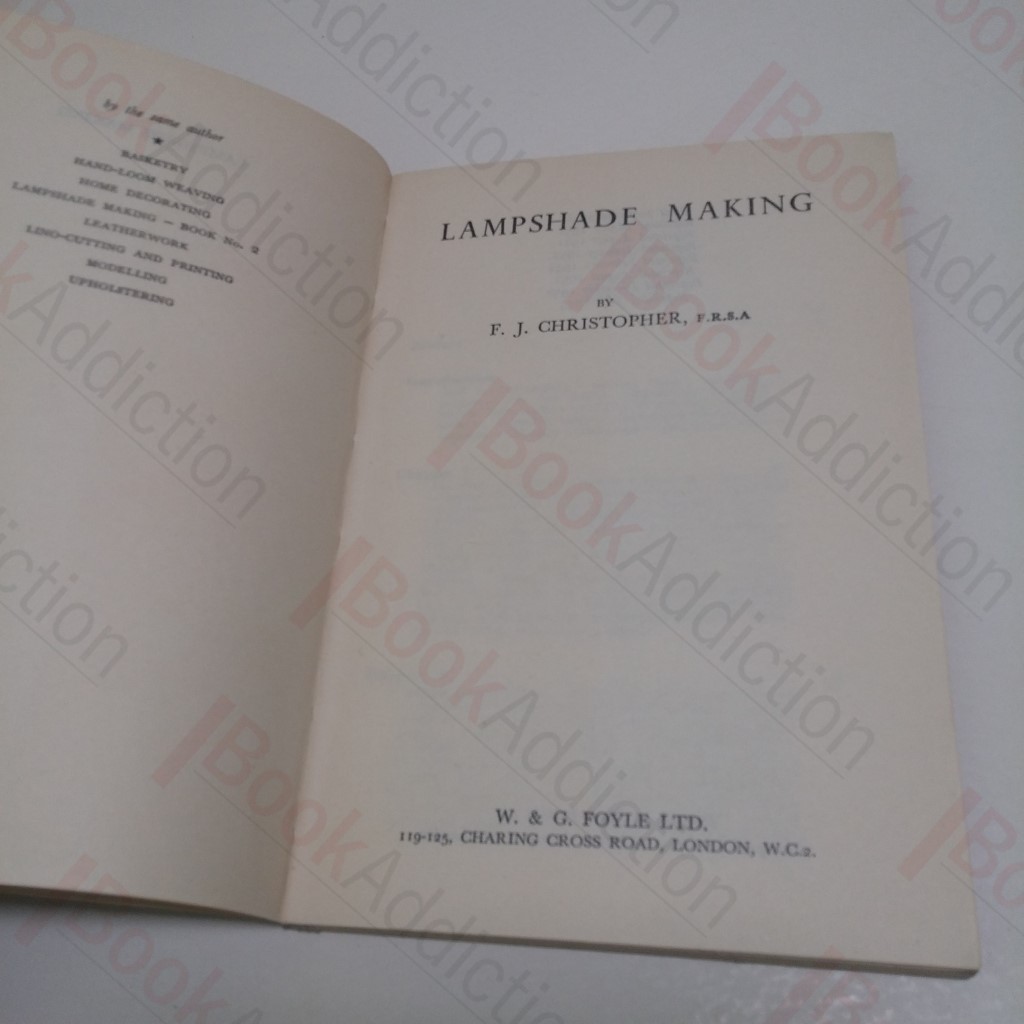 by the same author
★
BASKETRY
HAND-LOOM WEAVING
HOME DECORATING
LAMPSHADE MAKING – BOOK No. 2
LEATHERWORK
LINO-CUTTING AND PRINTING
MODELLING
UPHOLSTERING
LAMPSHADE MAKING
BY
F. J. CHRISTOPHER, F.R.S.A
W. & G. FOYLE LTD.
119-125, CHARING CROSS ROAD, LONDON, W.C.2.
BookAddiction